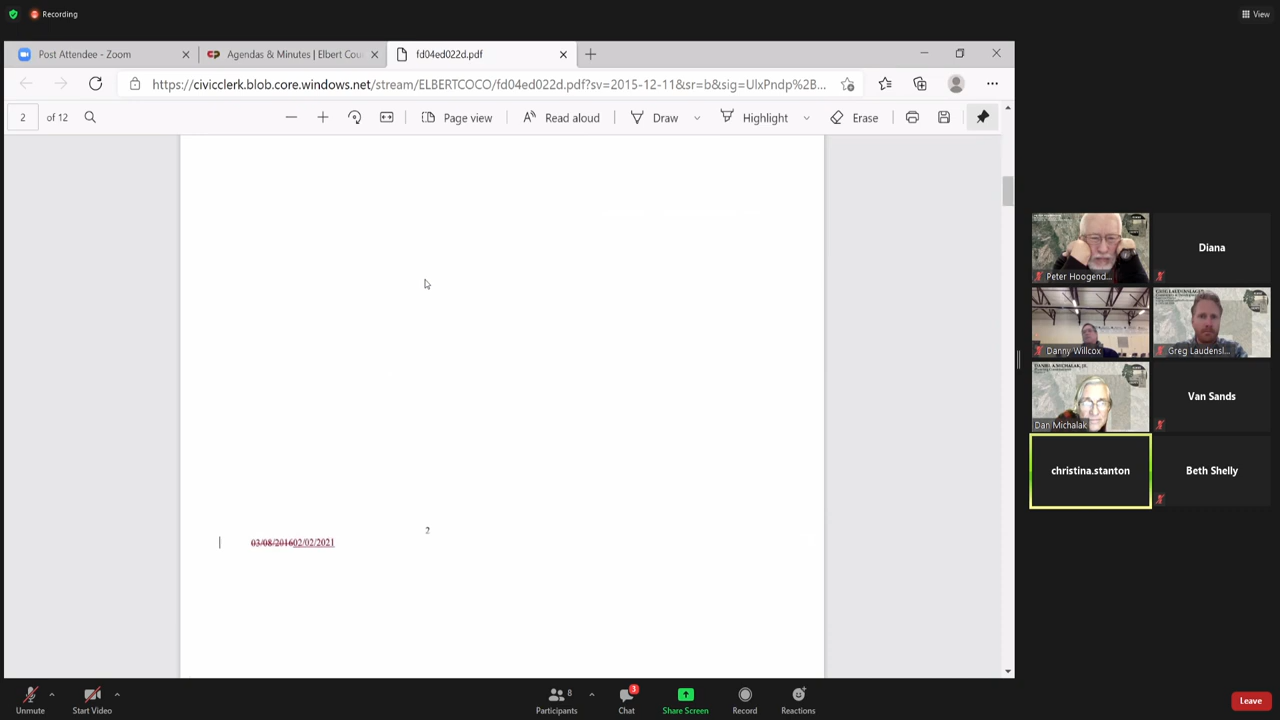 Recording
View
Post Attendee - Zoom
Agendas & Minutes | Elbert Cou
fd04ed022d.pdf
https://civicclerk.blob.core.windows.net/stream/ELBERTCOCO/fd04ed022d.pdf?sv=2015-12-11&sr=b&sig=UlxPndp%2B...
2 of 12
Page view
Read aloud
Draw
Highlight
Erase
2
03/08/201602/02/2021
Peter Hoogend...
Diana
Danny Willcox
Greg Laudensl...
DANIEL A MICHALAK, JR.
Dan Michalak
Van Sands
christina.stanton
Beth Shelly
Unmute
Start Video
Participants
8
Chat
3
Share Screen
Record
Reactions
Leave